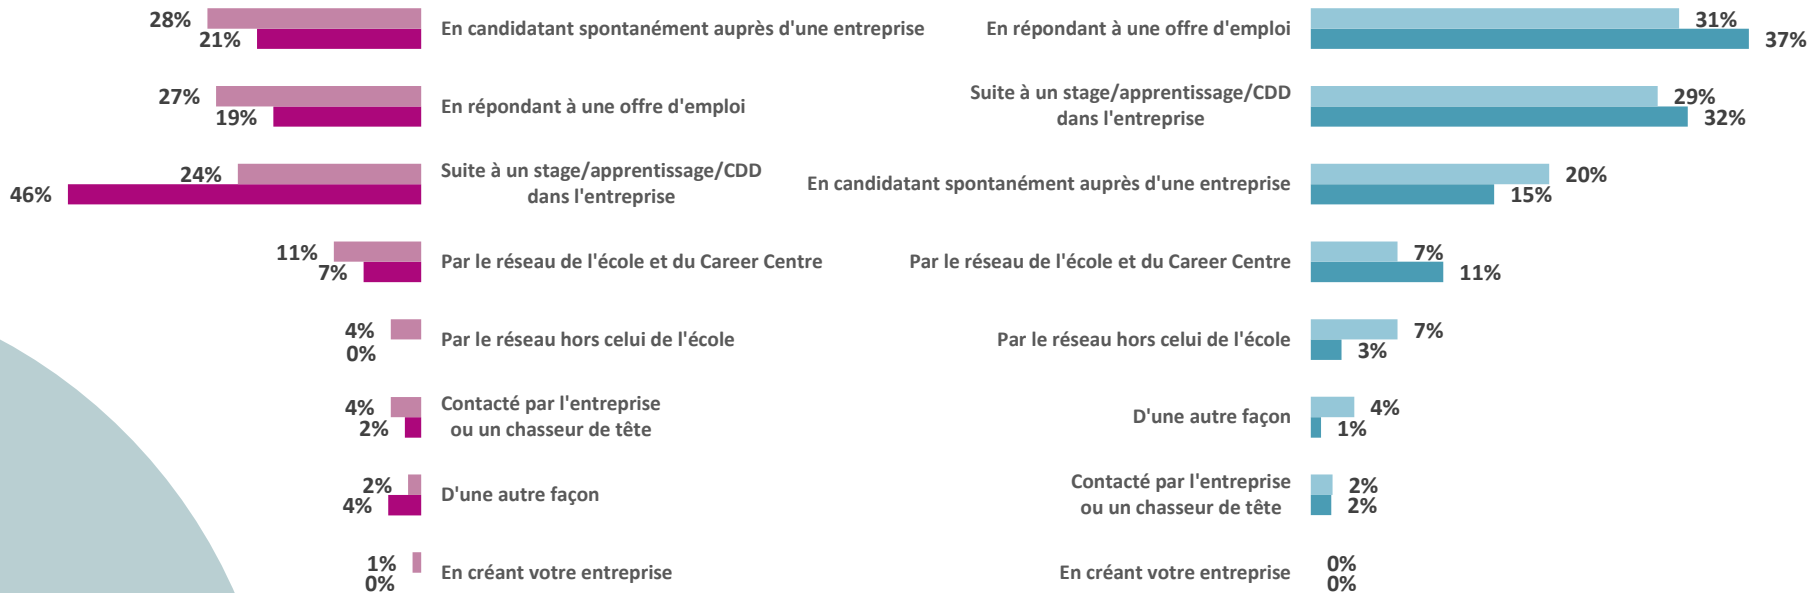 28%
21%
En candidatant spontanément auprès d'une entreprise
27%
19%
En répondant à une offre d'emploi
24%
46%
Suite à un stage/apprentissage/CDD
dans l'entreprise
11%
7%
Par le réseau de l'école et du Career Centre
4%
0%
Par le réseau hors celui de l'école
4%
2%
Contacté par l'entreprise
ou un chasseur de tête
2%
4%
D'une autre façon
1%
0%
En créant votre entreprise
En répondant à une offre d'emploi
31%
37%
Suite à un stage/apprentissage/CDD
dans l'entreprise
29%
32%
En candidatant spontanément auprès d'une entreprise
20%
15%
Par le réseau de l'école et du Career Centre
7%
11%
Par le réseau hors celui de l'école
7%
3%
D'une autre façon
4%
1%
Contacté par l'entreprise
ou un chasseur de tête
2%
2%
En créant votre entreprise
0%
0%